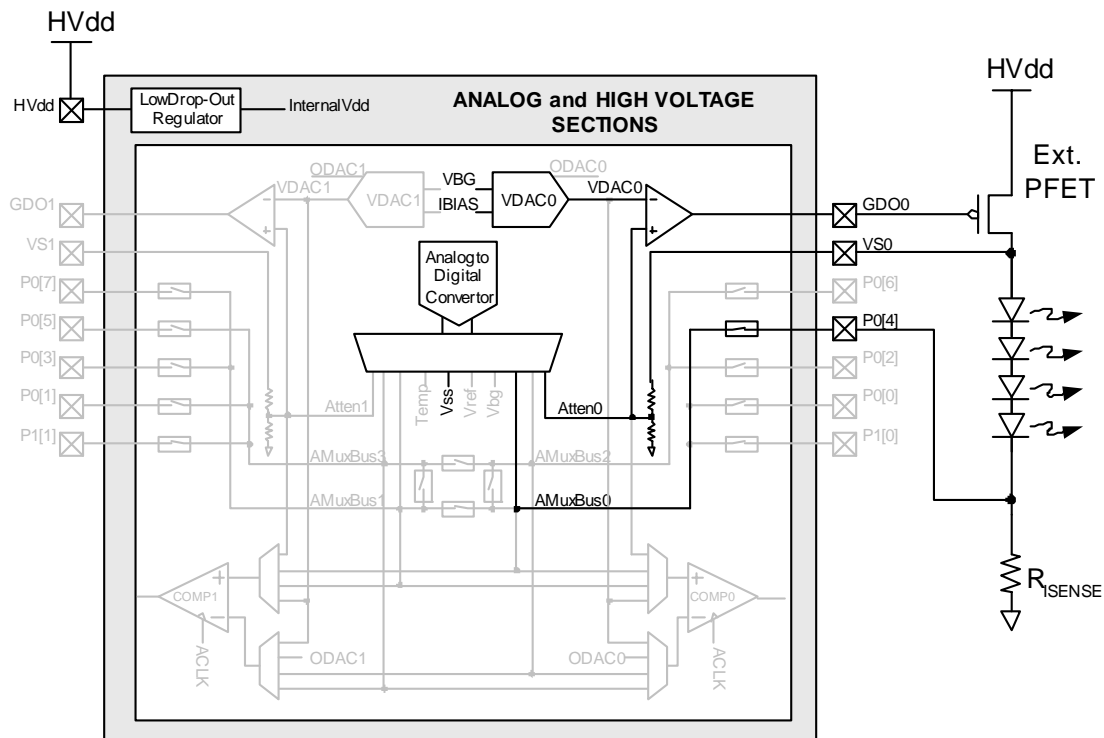 HVdd
HVdd
LowDrop-Out
Regulator
InternalVdd
ANALOG and HIGH VOLTAGE
SECTIONS
HVdd
Ext.
PFET
ODAC1
VDAC1
VDAC1
VBG
IBIAS
VDAC0
ODAC0
VDAC0
GDO1
VS1
P0[7]
P0[5]
P0[3]
P0[1]
P1[1]
GDO0
VS0
P0[6]
P0[4]
P0[2]
P0[0]
P1[0]
Analog to
Digital
Convertor
Atten1
Temp
Vss
Vref
Vbg
Atten0
AMuxBus3
AMuxBus2
AMuxBus1
AMuxBus0
COMP1
COMP0
ACLK
ODAC1
ODAC0
ACLK
RISENSE